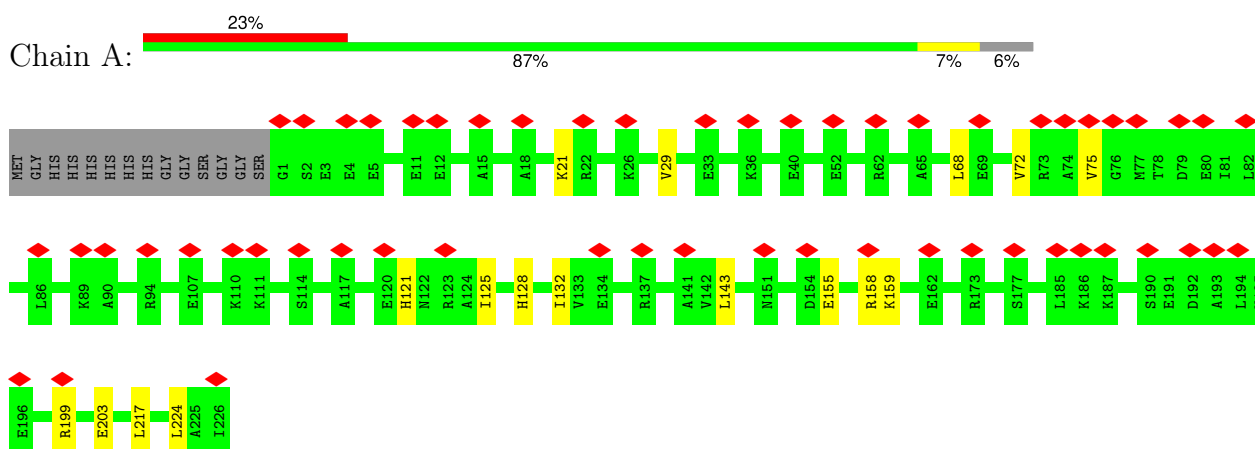 23%
Chain A:
87% 7% 6%
MET GLY HIS HIS HIS HIS HIS HIS HIS GLY GLY SER GLY GLY SER G1 S2 E3 E4 E5 E11 E12 A15 A18 K21 R22 K26 V29 E33 K36 E40 E52 R62 A65 L68 E69 V72 R73 A74 V75 G76 M77 T78 D79 E80 I81 L82
L86 K89 A90 R94 E107 K110 K111 S114 A117 E120 H121 N122 R123 A124 I125 H128 I132 V133 E134 R137 A141 V142 L143 N151 D154 E155 R158 K159 E162 R173 S177 L185 K186 K187 S190 E191 D192 A193 L194
E196 R199 E203 L217 L224 A225 I226